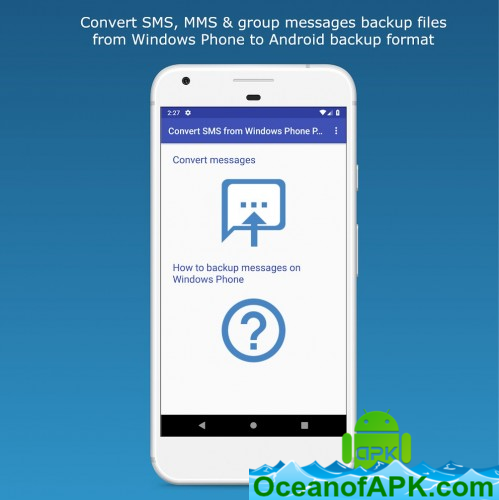 Convert SMS, MMS & group messages backup files
from Windows Phone to Android backup format
2:27
Convert SMS from Windows Phone P...
Convert messages
How to backup messages on
Windows Phone
?
APK
OceanofAPK.com